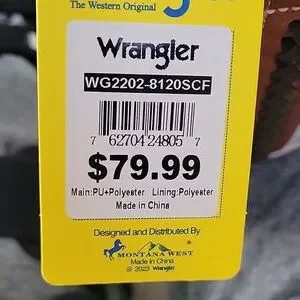 The Western Original
Wrangler
WG2202-8120SCF
7 62704 24805 7
$79.99
Main:PU+Polyester Lining:Polyester
Made in China
Designed and Distributed By
MONTANA WEST
Made In China
@ 2023 Wrangler